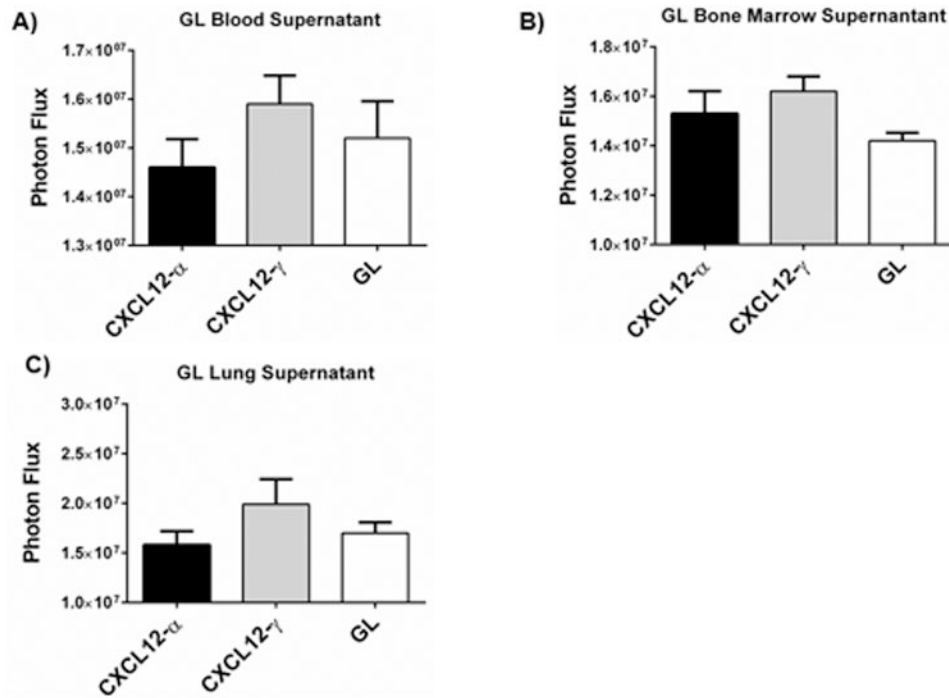 A)
GL Blood Supernatant
Photon Flux
1.7×10⁰⁷
1.6×10⁰⁷
1.5×10⁰⁷
1.4×10⁰⁷
1.3×10⁰⁷
CXCL12-α
CXCL12-γ
GL
B)
GL Bone Marrow Supernantant
Photon Flux
1.8×10⁷
1.6×10⁷
1.4×10⁷
1.2×10⁷
1.0×10⁷
CXCL12-α
CXCL12-γ
GL
C)
GL Lung Supernatant
Photon Flux
3.0×10⁷
2.5×10⁷
2.0×10⁷
1.5×10⁷
1.0×10⁷
CXCL12-α
CXCL12-γ
GL